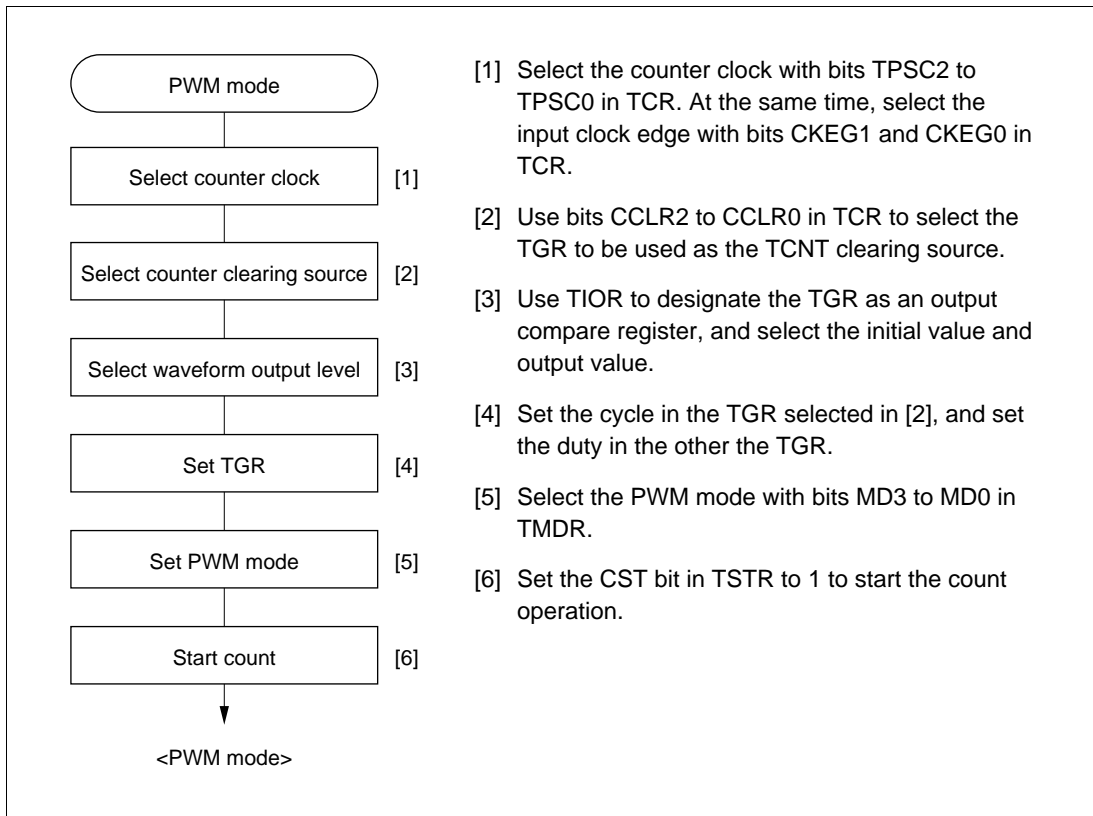 PWM mode
Select counter clock [1]
Select counter clearing source [2]
Select waveform output level [3]
Set TGR [4]
Set PWM mode [5]
Start count [6]
<PWM mode>
[1] Select the counter clock with bits TPSC2 to
TPSC0 in TCR. At the same time, select the
input clock edge with bits CKEG1 and CKEG0 in
TCR.
[2] Use bits CCLR2 to CCLR0 in TCR to select the
TGR to be used as the TCNT clearing source.
[3] Use TIOR to designate the TGR as an output
compare register, and select the initial value and
output value.
[4] Set the cycle in the TGR selected in [2], and set
the duty in the other the TGR.
[5] Select the PWM mode with bits MD3 to MD0 in
TMDR.
[6] Set the CST bit in TSTR to 1 to start the count
operation.